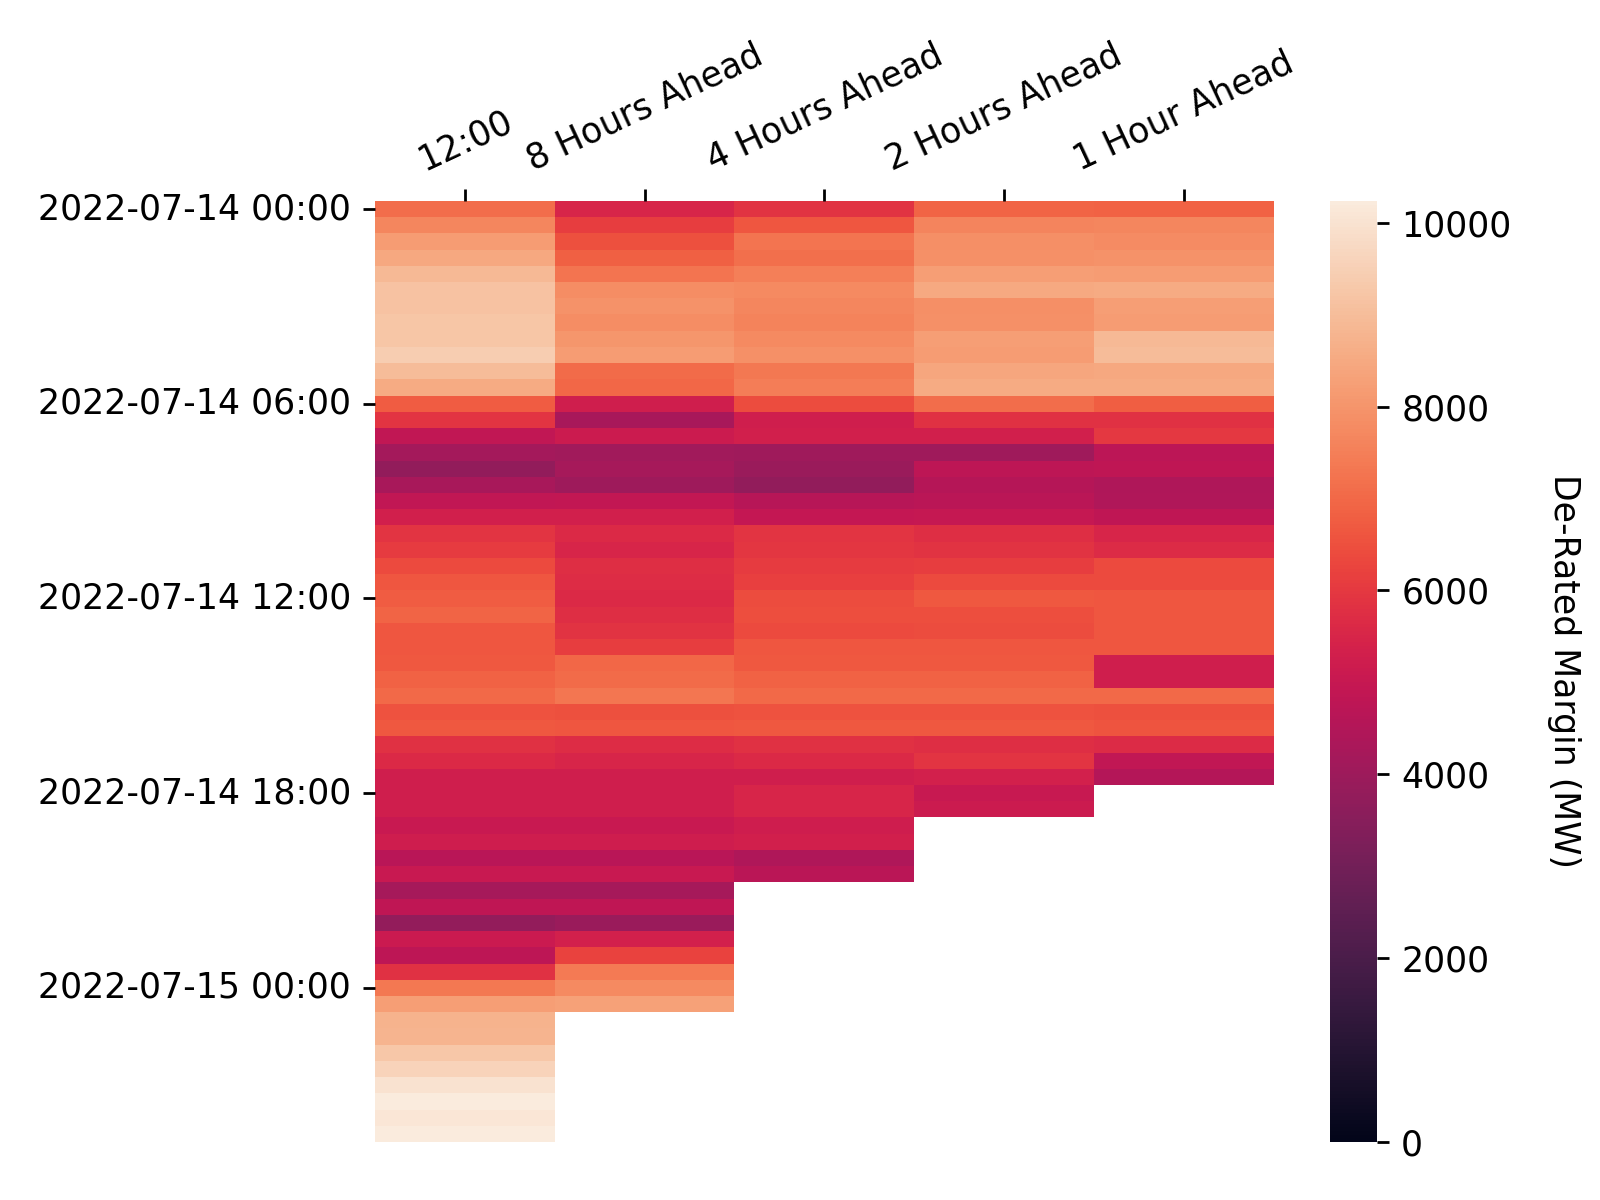 12:00
8 Hours Ahead
4 Hours Ahead
2 Hours Ahead
1 Hour Ahead
2022-07-14 00:00
2022-07-14 06:00
2022-07-14 12:00
2022-07-14 18:00
2022-07-15 00:00
10000
8000
6000
4000
2000
0
De-Rated Margin (MW)